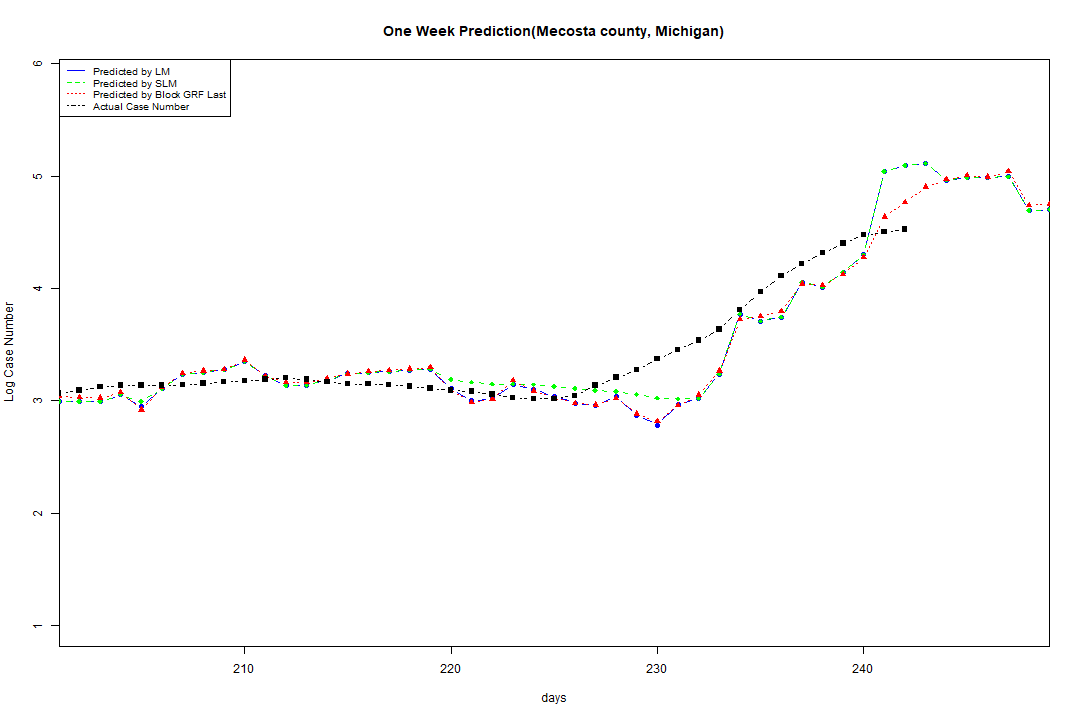 One Week Prediction(Mecosta county, Michigan)
Predicted by LM
Predicted by SLM
Predicted by Block GRF Last
Actual Case Number
6
5
4
3
2
1
Log Case Number
210 220 230 240
days